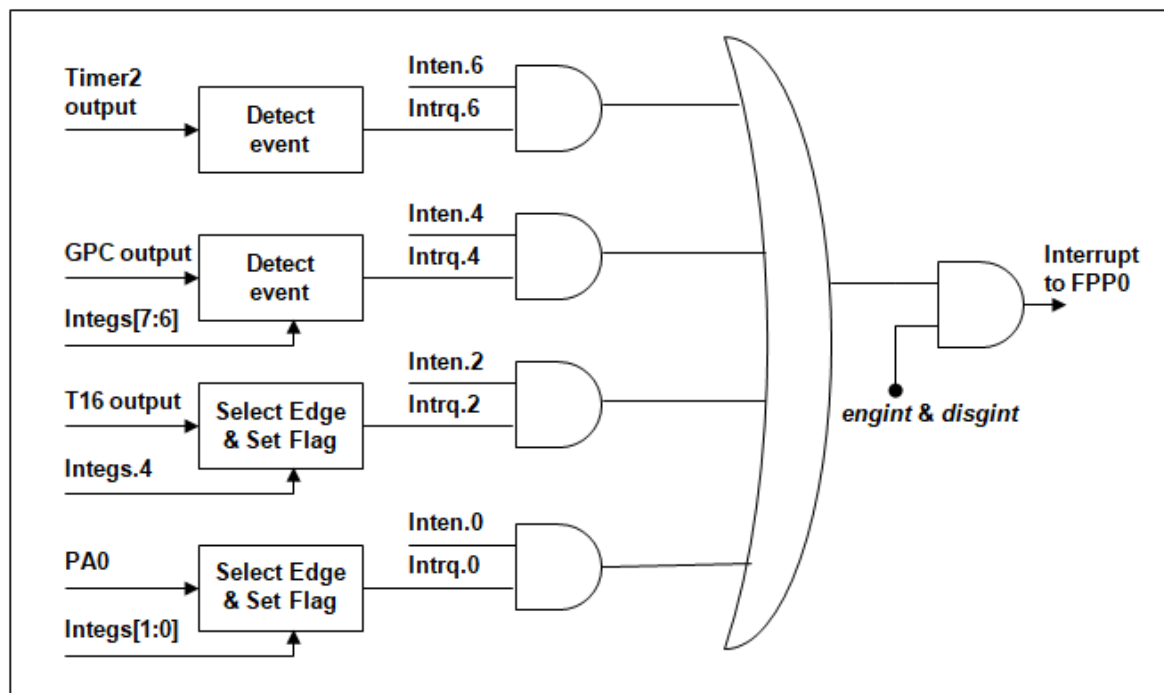 Timer2
output
Detect
event
Inten.6
Intrq.6
GPC output
Integs[7:6]
Detect
event
Inten.4
Intrq.4
T16 output
Integs.4
Select Edge
& Set Flag
Inten.2
Intrq.2
PA0
Integs[1:0]
Select Edge
& Set Flag
Inten.0
Intrq.0
engint & disgint
Interrupt
to FPP0